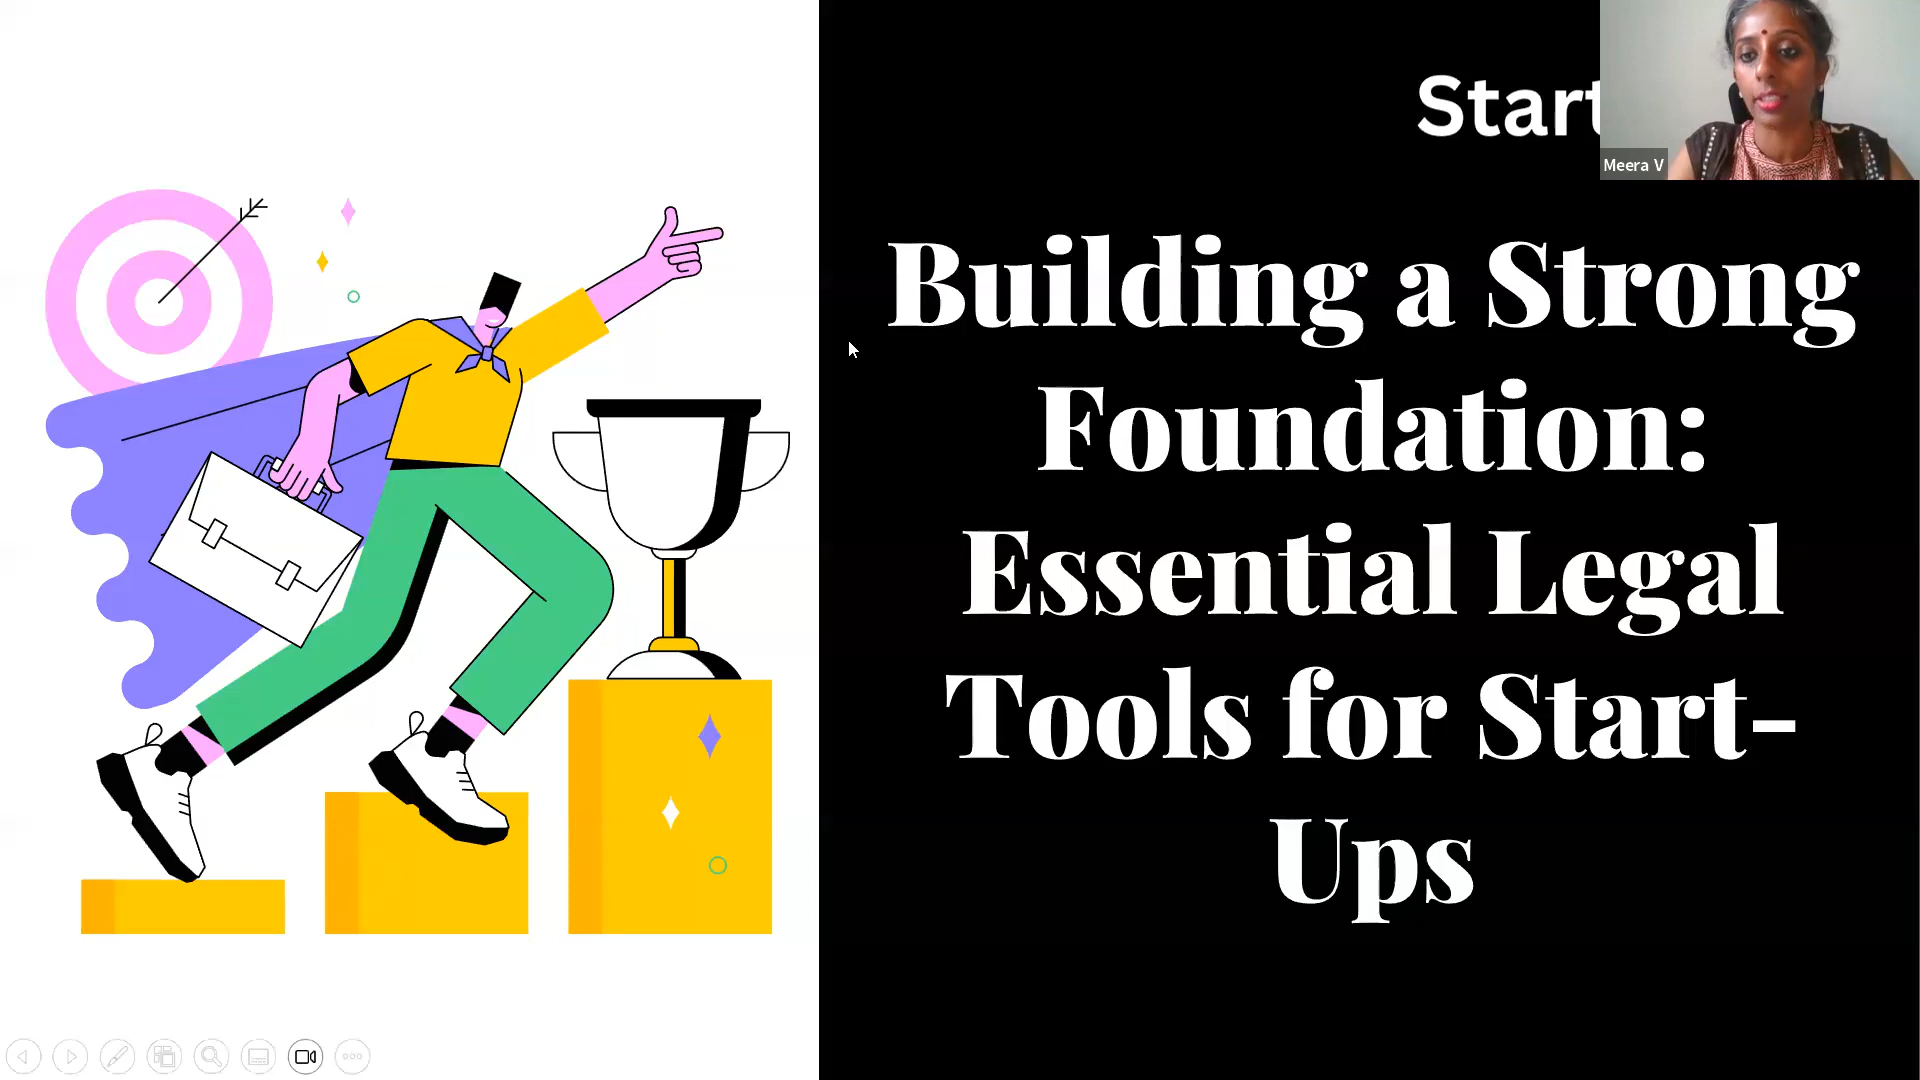 Start
Meera V
Building a Strong
Foundation:
Essential Legal
Tools for Start-
Ups